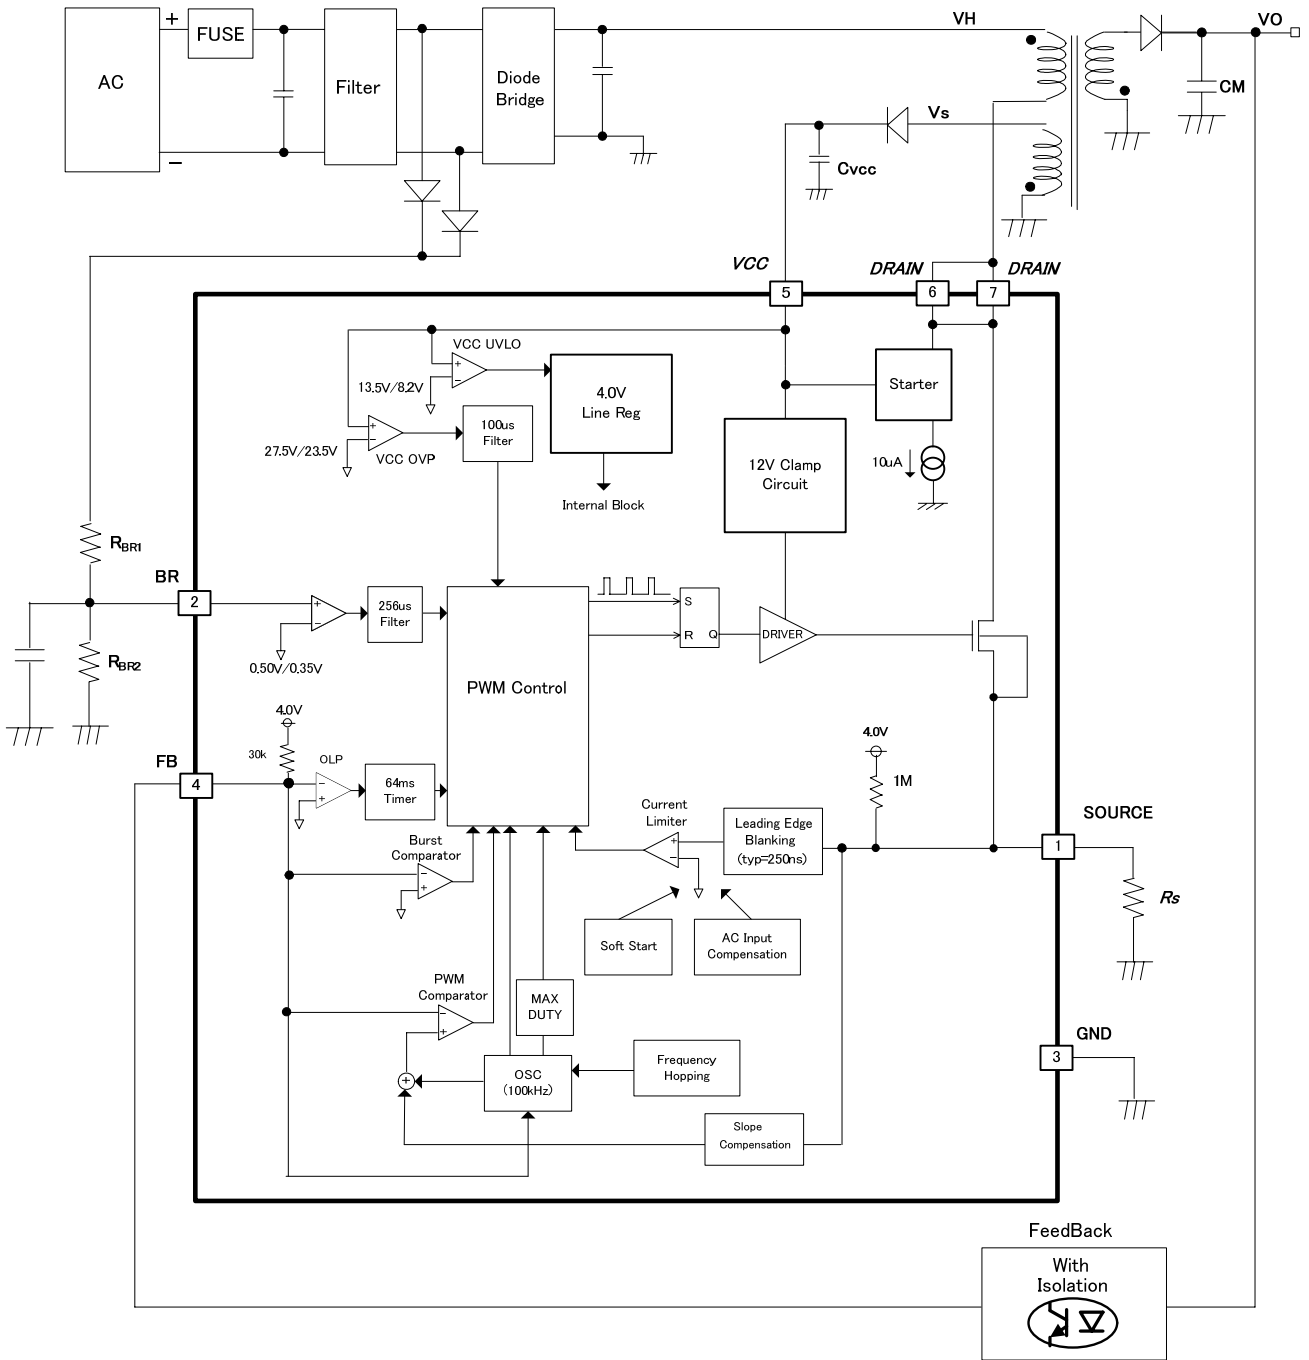 +
FUSE
VH
VO
AC
Filter
Diode
Bridge
CM
−
Vs
Cvcc
VCC
DRAIN
DRAIN
5
6
7
VCC UVLO
13.5V/8.2V
4.0V
Line Reg
Starter
100us
Filter
27.5V/23.5V
VCC OVP
12V Clamp
Circuit
10uA
Internal Block
RBR1
BR
2
+
−
256us
Filter
S
R
Q
DRIVER
0.50V/0.35V
RBR2
PWM Control
4.0V
30k
FB
4
OLP
64ms
Timer
4.0V
1M
Current
Limiter
Leading Edge
Blanking
(typ=250ns)
SOURCE
1
Burst
Comparator
Rs
Soft Start
AC Input
Compensation
PWM
Comparator
MAX
DUTY
GND
3
OSC
(100kHz)
Frequency
Hopping
+
Slope
Compensation
FeedBack
With
Isolation